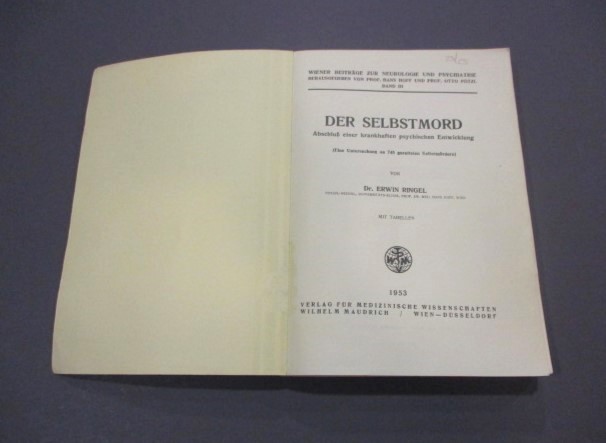 WIENER BEITRÄGE ZUR NEUROLOGIE UND PSYCHIATRIE
HERAUSGEGEBEN VON PROF. HANS HOFF UND PROF. OTTO PÖTZL
BAND III
DER SELBSTMORD
Abschluß einer krankhaften psychischen Entwicklung
(Eine Untersuchung an 745 geretteten Selbstmördern)
VON
Dr. ERWIN RINGEL
MIT TABELLEN
1953
VERLAG FÜR MEDIZINISCHE WISSENSCHAFTEN
WILHELM MAUDRICH / WIEN—DÜSSELDORF